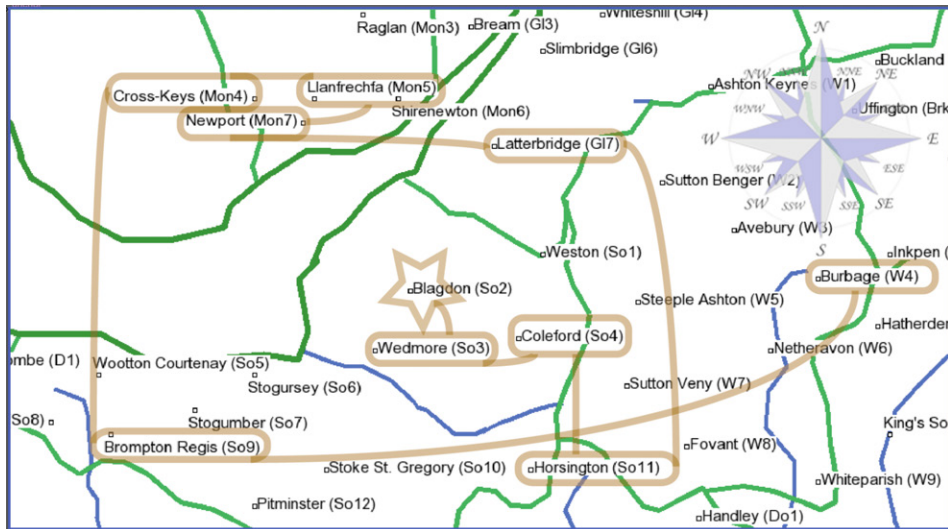 Raglan (Mon3)
Bream (Gl3)
Whiteshill (Gl4)
Slimbridge (Gl6)
N
Buckland
Ashton Keynes (W1)
NW
NNE
NE
Cross-Keys (Mon4)
Llanfrechfa (Mon5)
Shirenewton (Mon6)
WNW
Uffington (Brk
Newport (Mon7)
W
E
Latterbridge (Gl7)
WSW
ESE
Sutton Benger (W2)
SW
SSW
SSE
SE
Avebury (W3)
S
Weston (So1)
Inkpen (
Burbage (W4)
Blagdon (So2)
Steeple Ashton (W5)
Hatherden
Coleford (So4)
Wedmore (So3)
Netheravon (W6)
ombe (D1)
Wootton Courtenay (So5)
Stogursey (So6)
Sutton Veny (W7)
So8)
Stogumber (So7)
King's So
Brompton Regis (So9)
Fovant (W8)
Stoke St. Gregory (So10)
Horsington (So11)
Whiteparish (W9)
Pitminster (So12)
Handley (Do1)